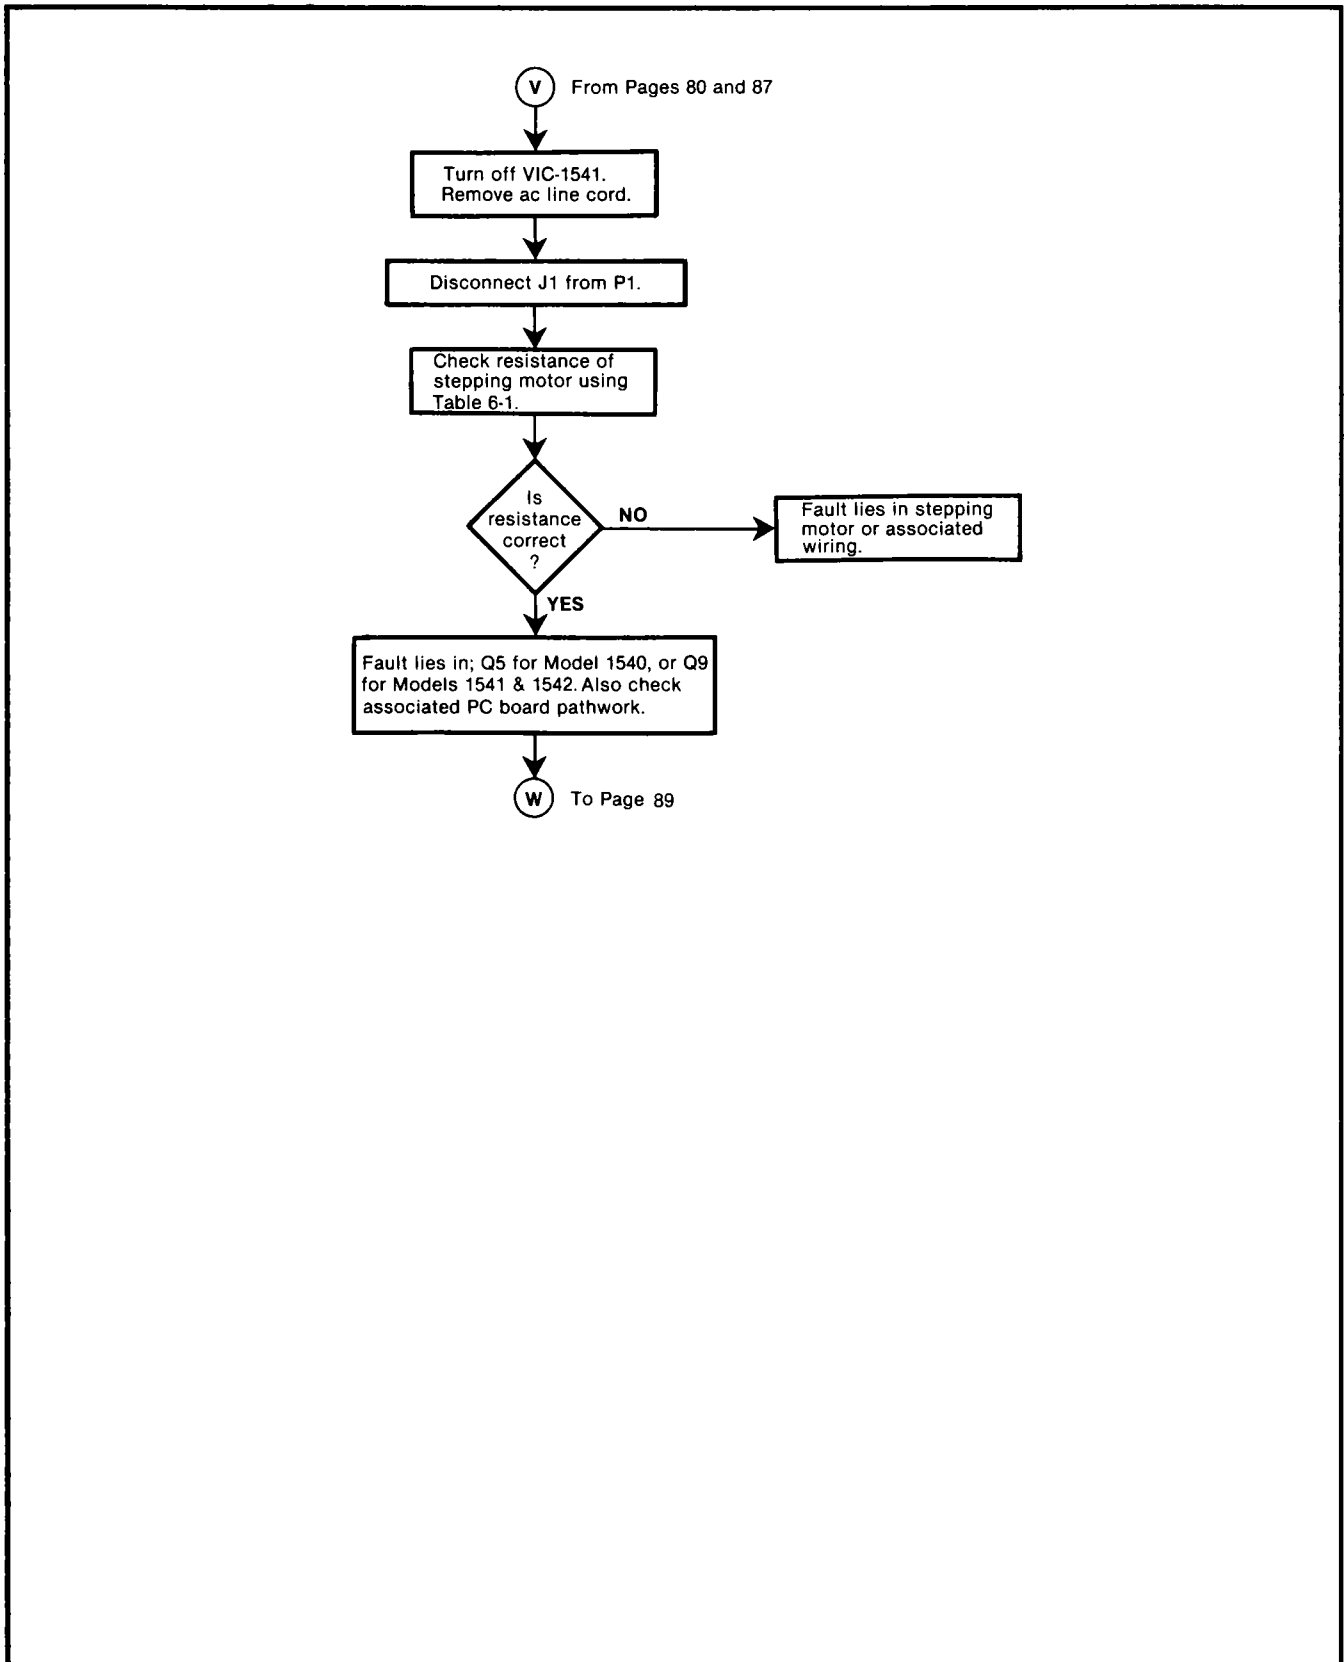 V From Pages 80 and 87
Turn off VIC-1541.
Remove ac line cord.
Disconnect J1 from P1.
Check resistance of
stepping motor using
Table 6-1.
Is
resistance
correct
?
NO
Fault lies in stepping
motor or associated
wiring.
YES
Fault lies in; Q5 for Model 1540, or Q9
for Models 1541 & 1542. Also check
associated PC board pathwork.
W To Page 89